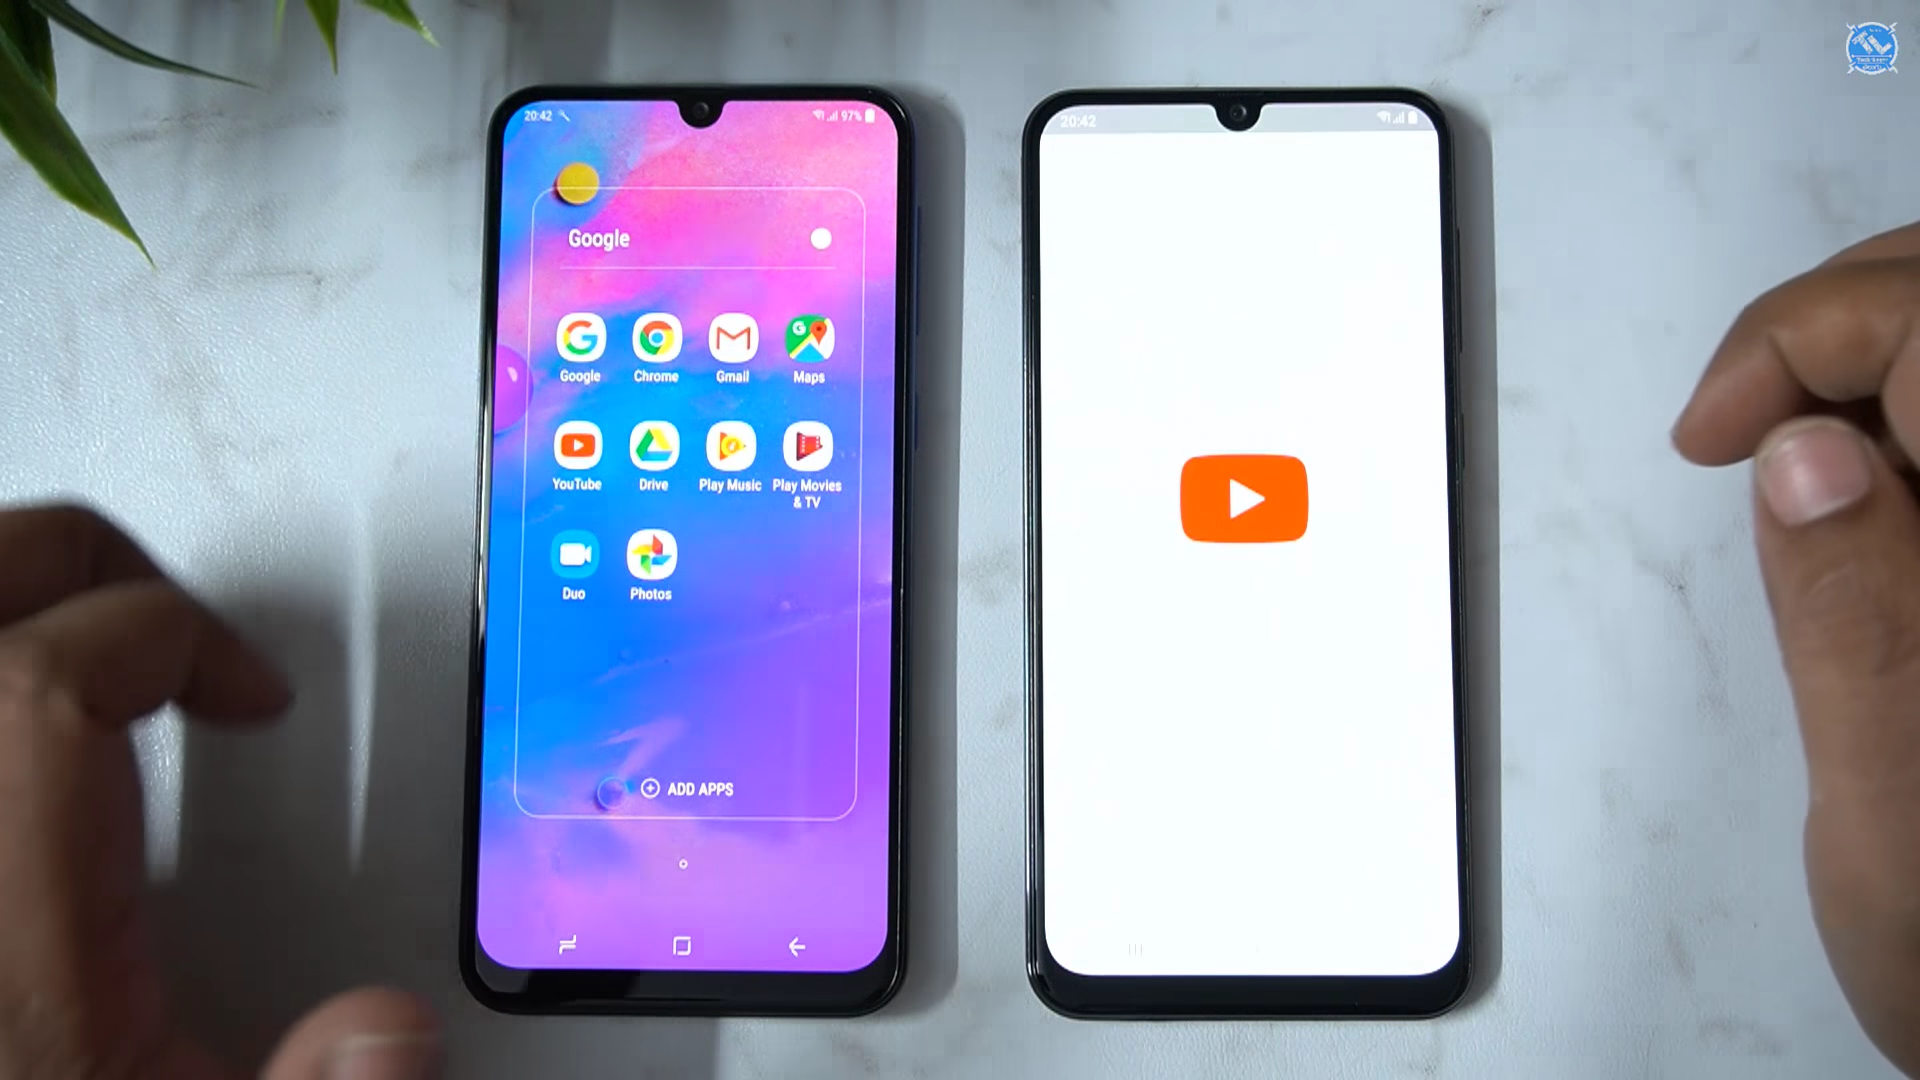 20:42
97%
Google
Google
Chrome
Gmail
Maps
YouTube
Drive
Play Music
Play Movies
& TV
Duo
Photos
ADD APPS
20:42